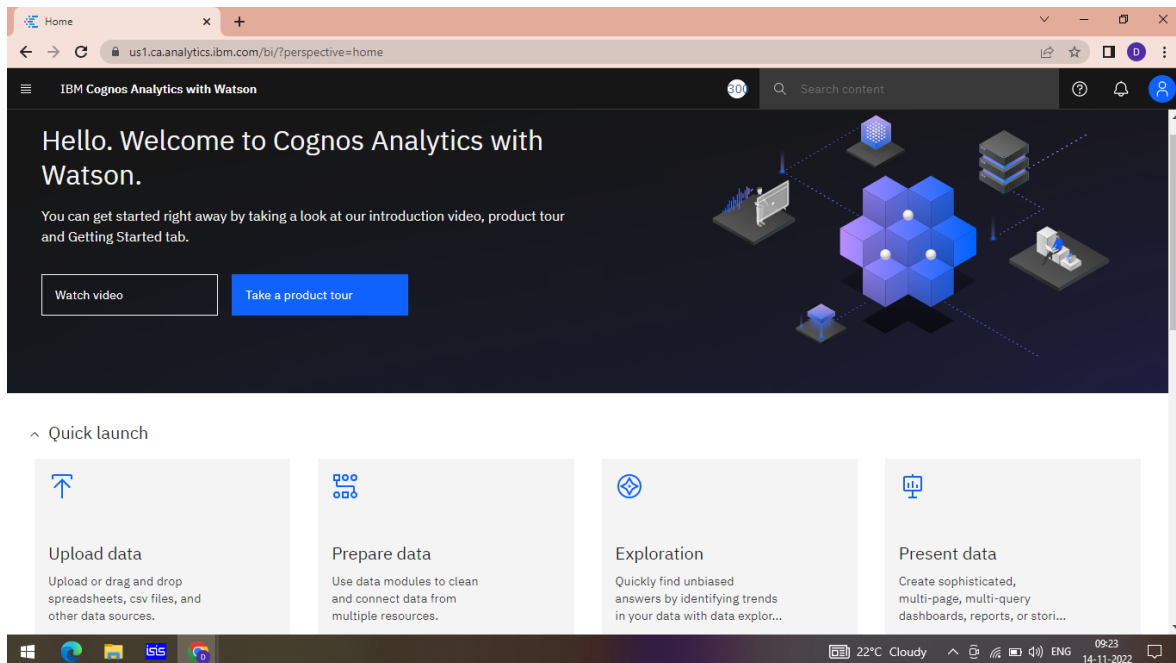 Home
us1.ca.analytics.ibm.com/bi/?perspective=home
D
IBM Cognos Analytics with Watson
300
Search content
Hello. Welcome to Cognos Analytics with
Watson.
You can get started right away by taking a look at our introduction video, product tour
and Getting Started tab.
Watch video
Take a product tour
Quick launch
Upload data
Upload or drag and drop
spreadsheets, csv files, and
other data sources.
Prepare data
Use data modules to clean
and connect data from
multiple resources.
Exploration
Quickly find unbiased
answers by identifying trends
in your data with data explor...
Present data
Create sophisticated,
multi-page, multi-query
dashboards, reports, or stori...
isis
D
22°C Cloudy
ENG
09:23
14-11-2022